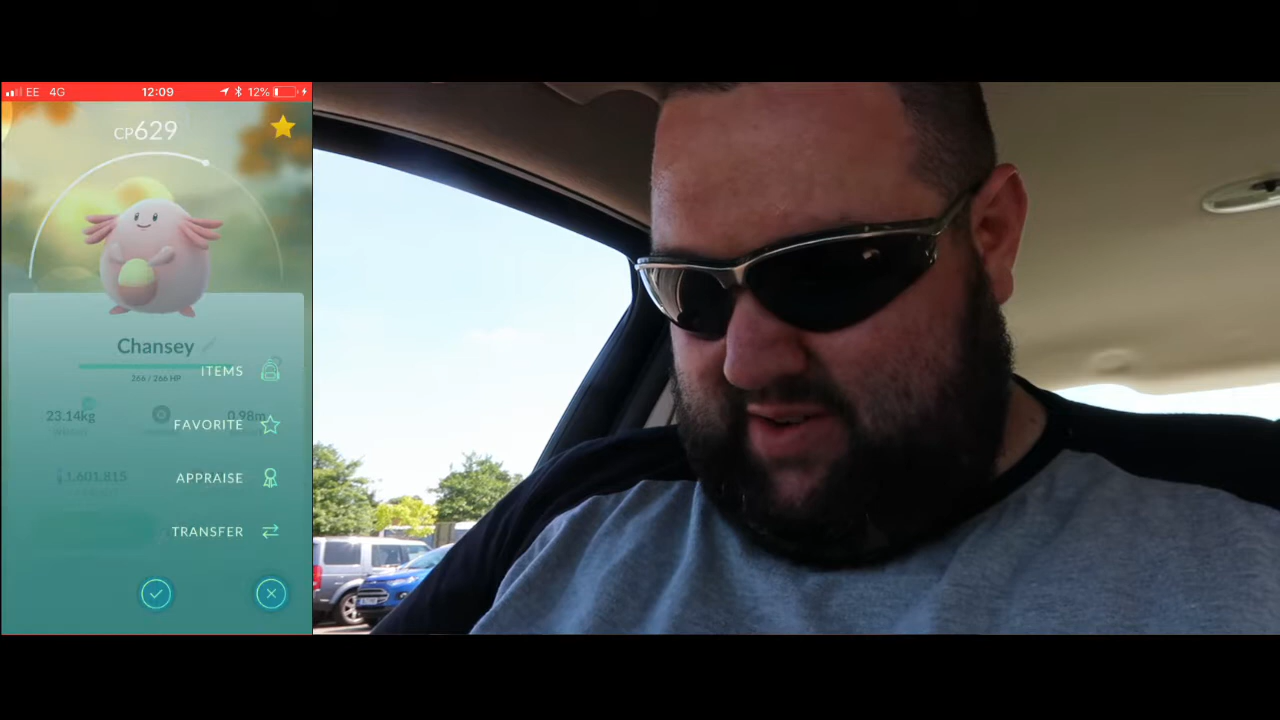 EE 4G 12:09 12%
CP629
Chansey
266 / 266 HP
ITEMS
23.14kg 0.98m
FAVORITE
1,601,815
APPRAISE
TRANSFER